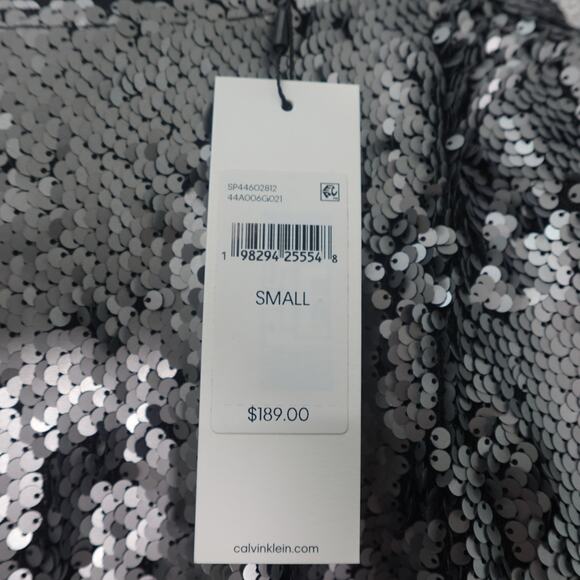 SP44602812
44A006G021
1 98294 25554 8
SMALL
$189.00
calvinklein.com